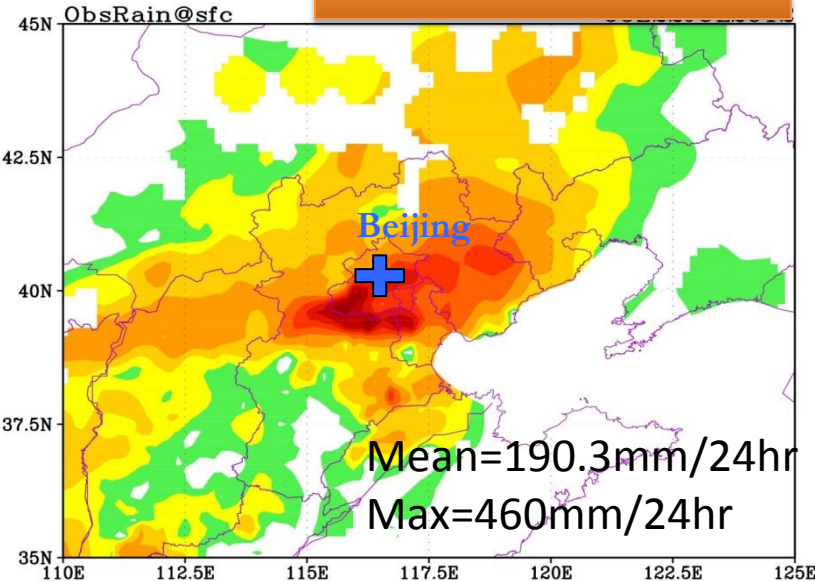 ObsRain@sfc
45N
42.5N
Beijing
40N
37.5N
Mean=190.3mm/24hr
Max=460mm/24hr
35N
110E 112.5E 115E 117.5E 120E 122.5E 125E